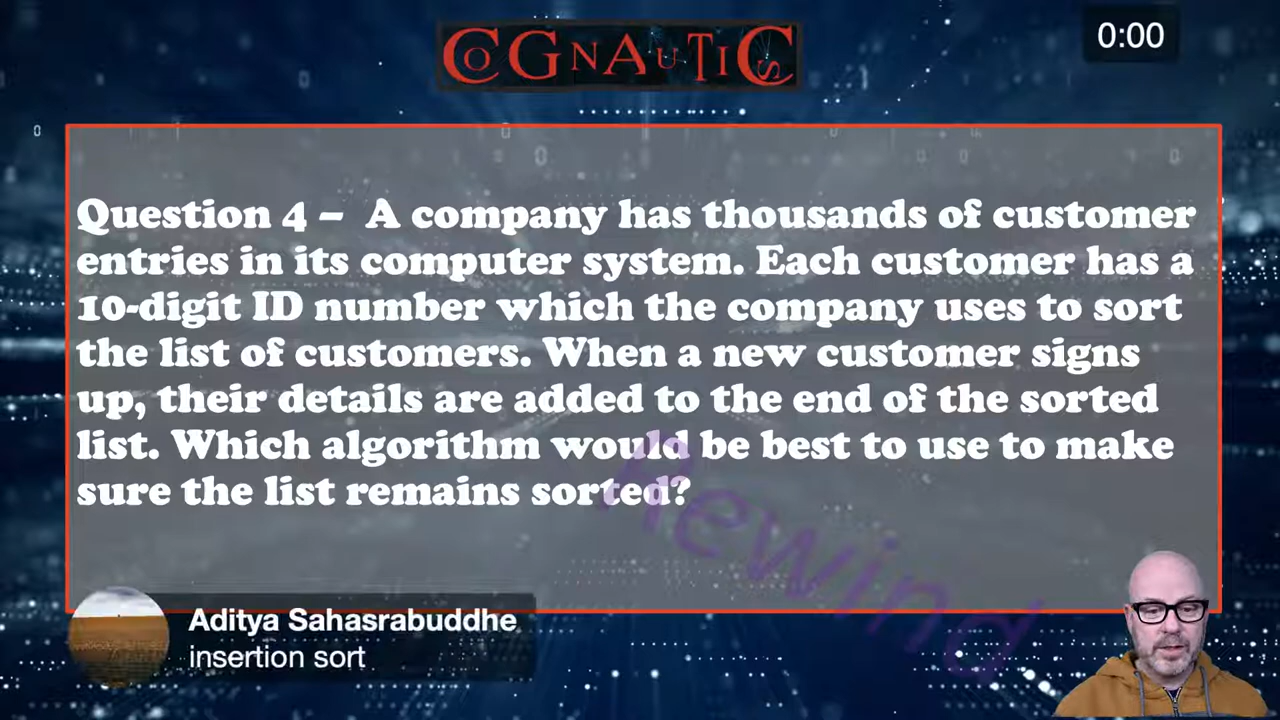 COGNAUTICS
0:00
Question 4 – A company has thousands of customer
entries in its computer system. Each customer has a
10-digit ID number which the company uses to sort
the list of customers. When a new customer signs
up, their details are added to the end of the sorted
list. Which algorithm would be best to use to make
sure the list remains sorted?
Rewind
Aditya Sahasrabuddhe
insertion sort